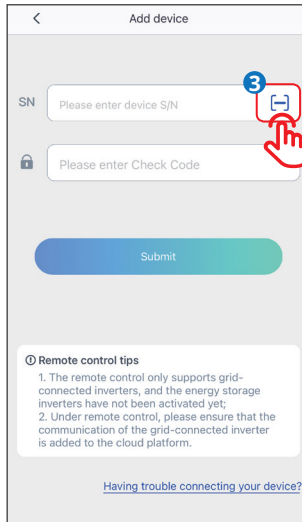 Add device
3
SN Please enter device S/N
Please enter Check Code
Submit
Remote control tips
1. The remote control only supports grid-
connected inverters, and the energy storage
inverters have not been activated yet;
2. Under remote control, please ensure that the
communication of the grid-connected inverter
is added to the cloud platform.
Having trouble connecting your device?